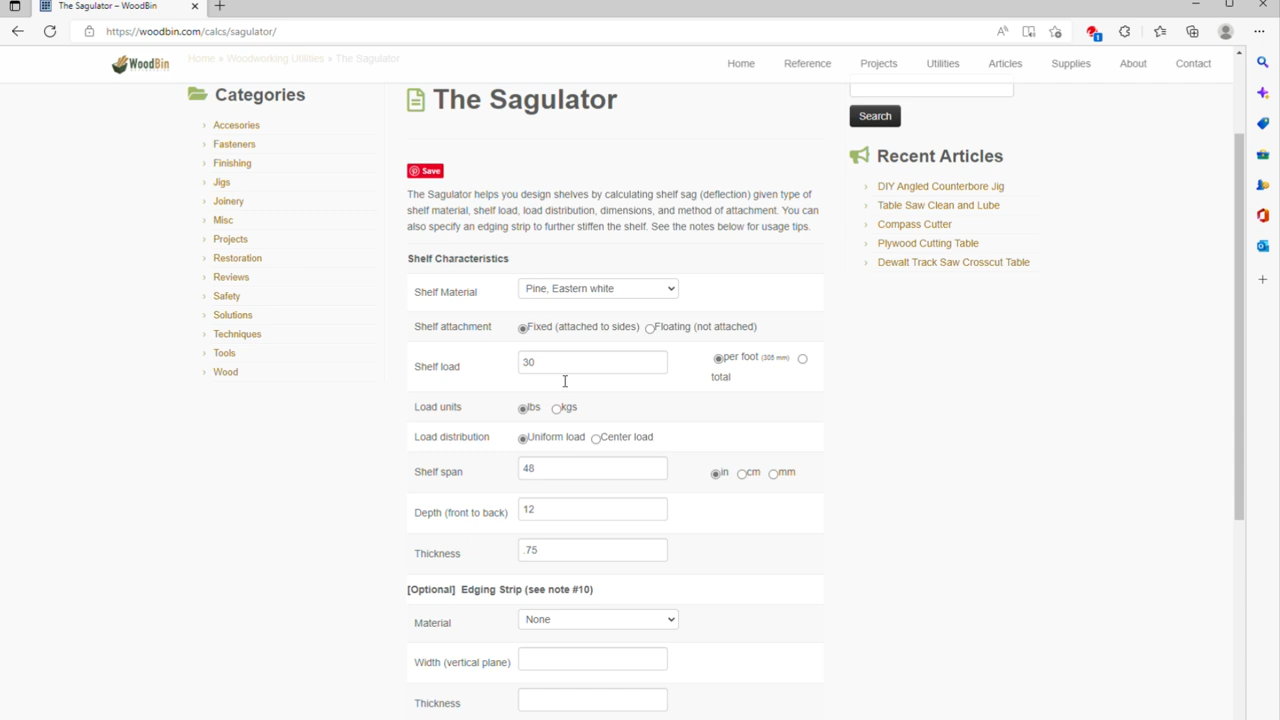 The Sagulator – WoodBin
https://woodbin.com/calcs/sagulator/
WoodBin
Home » Woodworking Utilities » The Sagulator
Home
Reference
Projects
Utilities
Articles
Supplies
About
Contact
Categories
Accesories
Fasteners
Finishing
Jigs
Joinery
Misc
Projects
Restoration
Reviews
Safety
Solutions
Techniques
Tools
Wood
The Sagulator
Save
The Sagulator helps you design shelves by calculating shelf sag (deflection) given type of
shelf material, shelf load, load distribution, dimensions, and method of attachment. You can
also specify an edging strip to further stiffen the shelf. See the notes below for usage tips.
Shelf Characteristics
Shelf Material Pine, Eastern white
Shelf attachment Fixed (attached to sides) Floating (not attached)
Shelf load 30 per foot (305 mm)
total
Load units lbs kgs
Load distribution Uniform load Center load
Shelf span 48 in cm mm
Depth (front to back) 12
Thickness .75
[Optional] Edging Strip (see note #10)
Material None
Width (vertical plane)
Thickness
Search
Recent Articles
DIY Angled Counterbore Jig
Table Saw Clean and Lube
Compass Cutter
Plywood Cutting Table
Dewalt Track Saw Crosscut Table